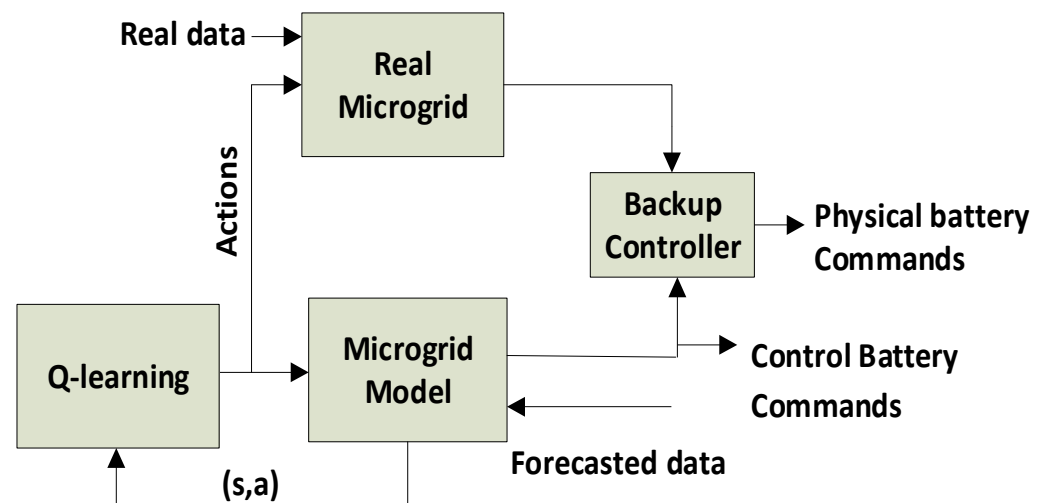 Real data
Real
Microgrid
Actions
Backup
Controller
Physical battery
Commands
Q-learning
Microgrid
Model
Control Battery
Commands
Forecasted data
(s,a)